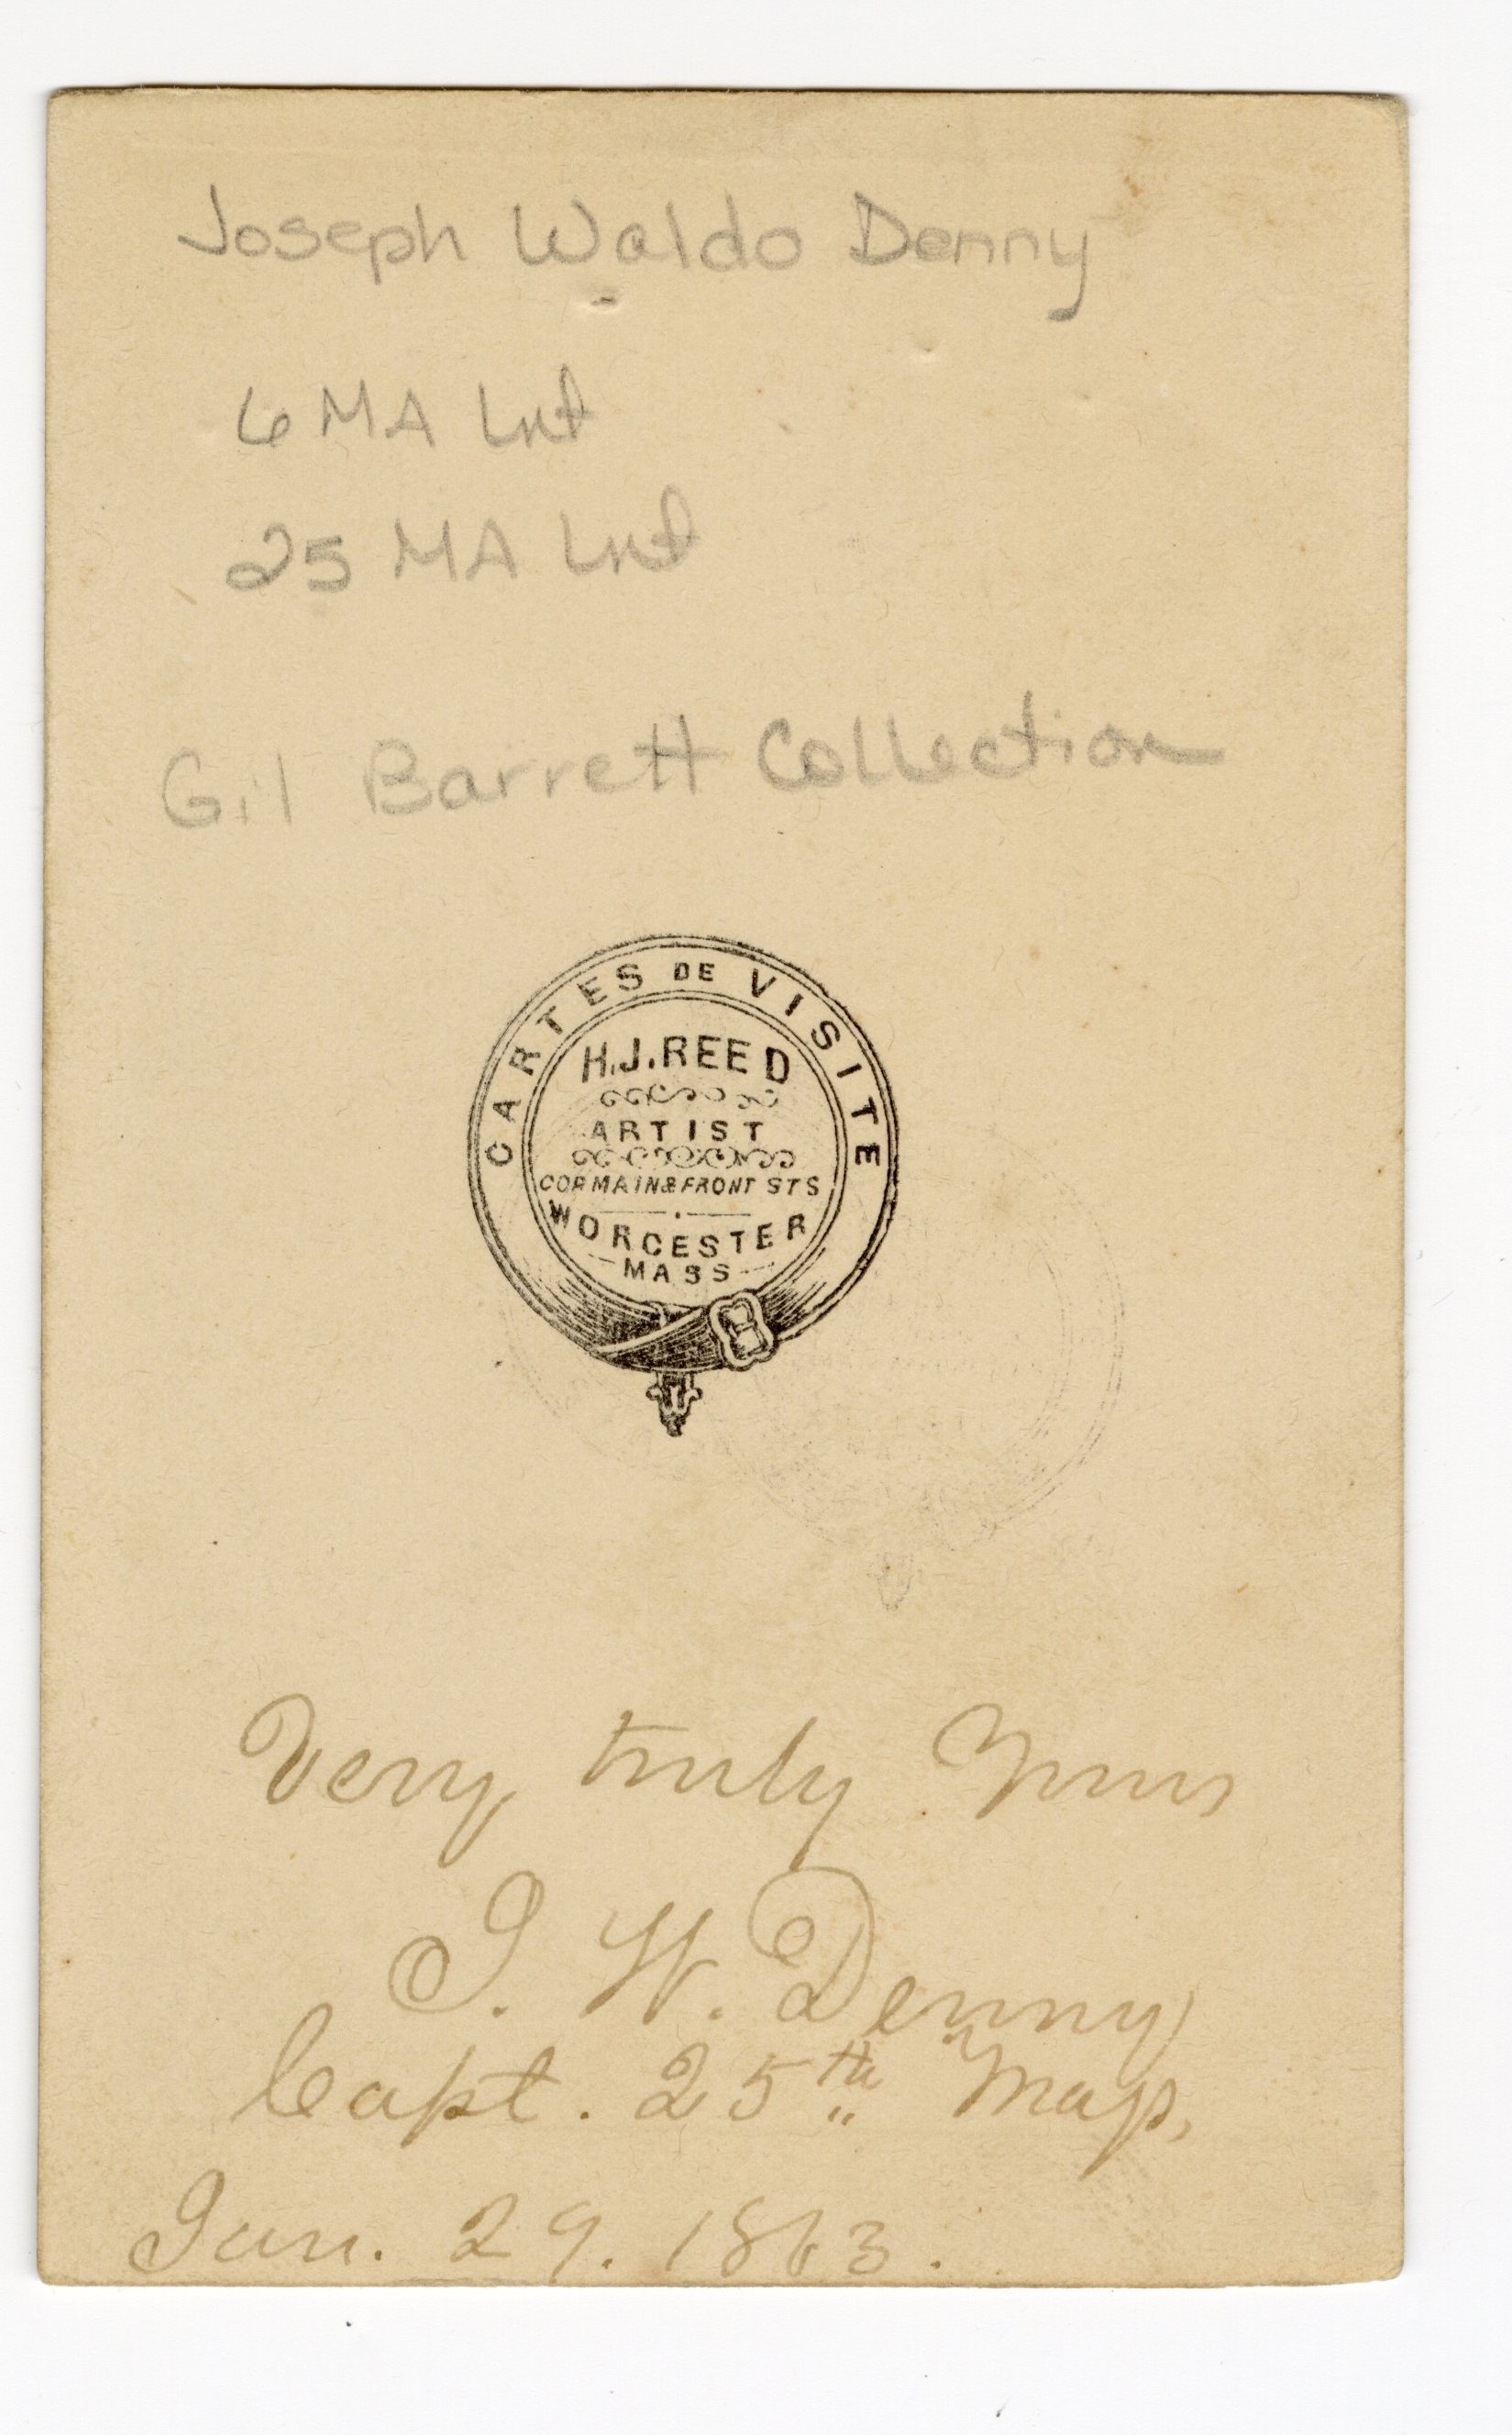 Joseph Waldo Denny
6 MA Inf
25 MA Inf
Gil Barrett Collection
CARTES DE VISITE
H.J.REED
ARTIST
COR MAIN & FRONT STS
WORCESTER
MASS
Very truly Yours
J. W. Denny
Capt. 25th Mass.
Jan. 29. 1863.